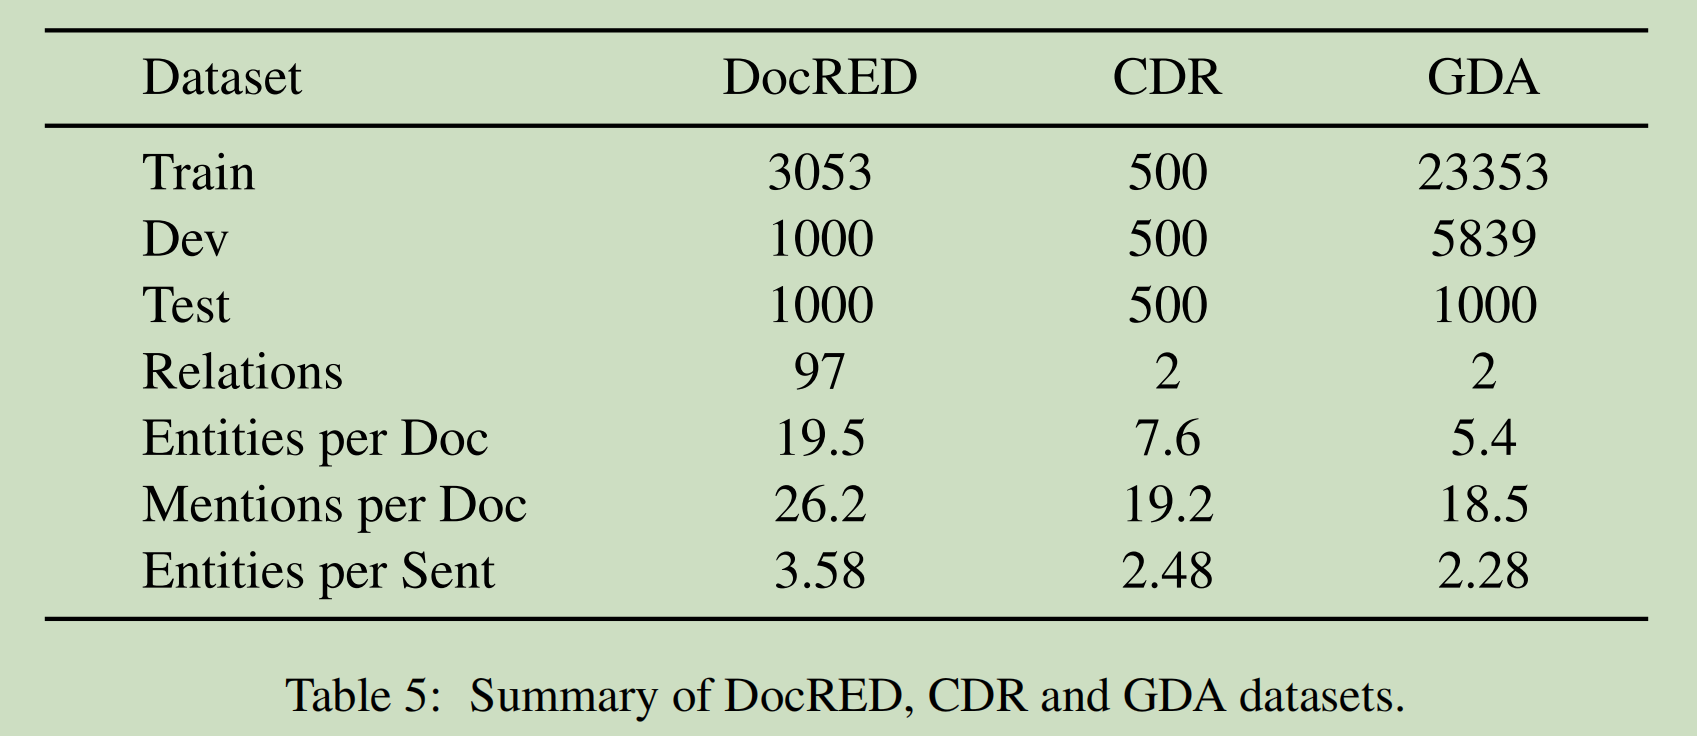 Dataset DocRED CDR GDA
Train 3053 500 23353
Dev 1000 500 5839
Test 1000 500 1000
Relations 97 2 2
Entities per Doc 19.5 7.6 5.4
Mentions per Doc 26.2 19.2 18.5
Entities per Sent 3.58 2.48 2.28
Table 5: Summary of DocRED, CDR and GDA datasets.